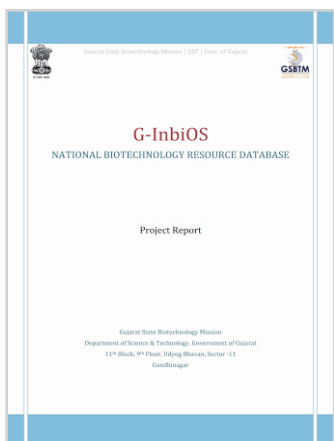 Gujarat State Biotechnology Mission | DST | Govt. of Gujarat
GSBTM
G-InbiOS
NATIONAL BIOTECHNOLOGY RESOURCE DATABASE
Project Report
Gujarat State Biotechnology Mission
Department of Science & Technology, Government of Gujarat
11th Block, 9th Floor, Udyog Bhavan, Sector -11
Gandhinagar